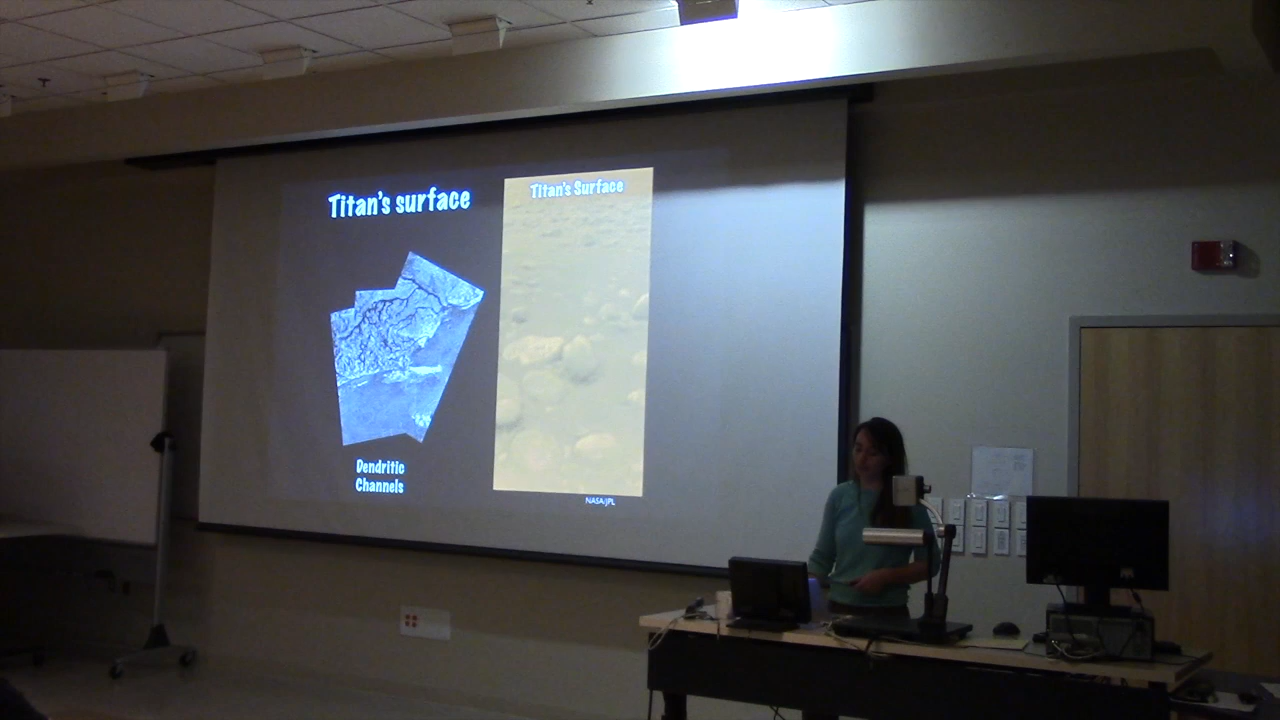 Titan's surface
Titan's Surface
Dendritic
Channels
NASA/JPL